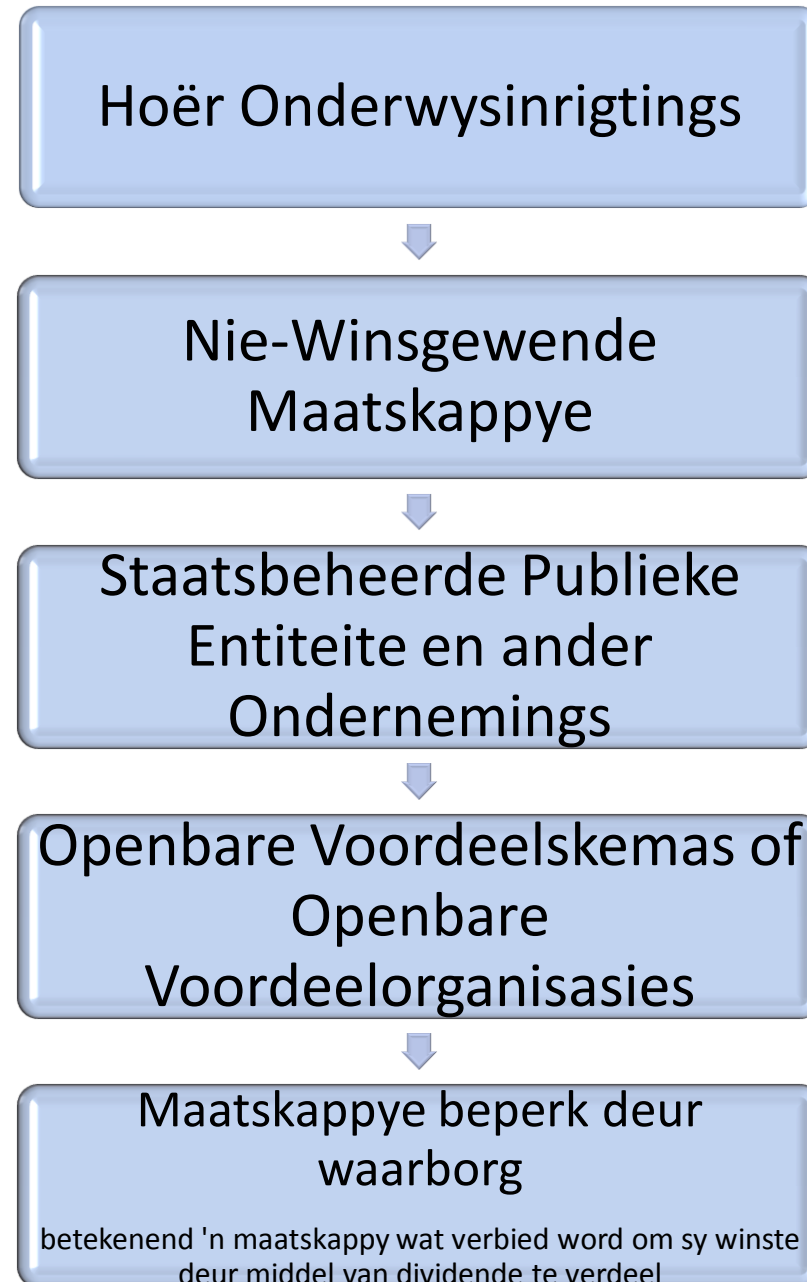 Hoër Onderwysinrigtings
Nie-Winsgewende
Maatskappye
Staatsbeheerde Publieke
Entiteite en ander
Ondernemings
Openbare Voordeelskemas of
Openbare
Voordeelorganisasies
Maatskappye beperk deur
waarborg
betekenend 'n maatskappy wat verbied word om sy winste
deur middel van dividende te verdeel